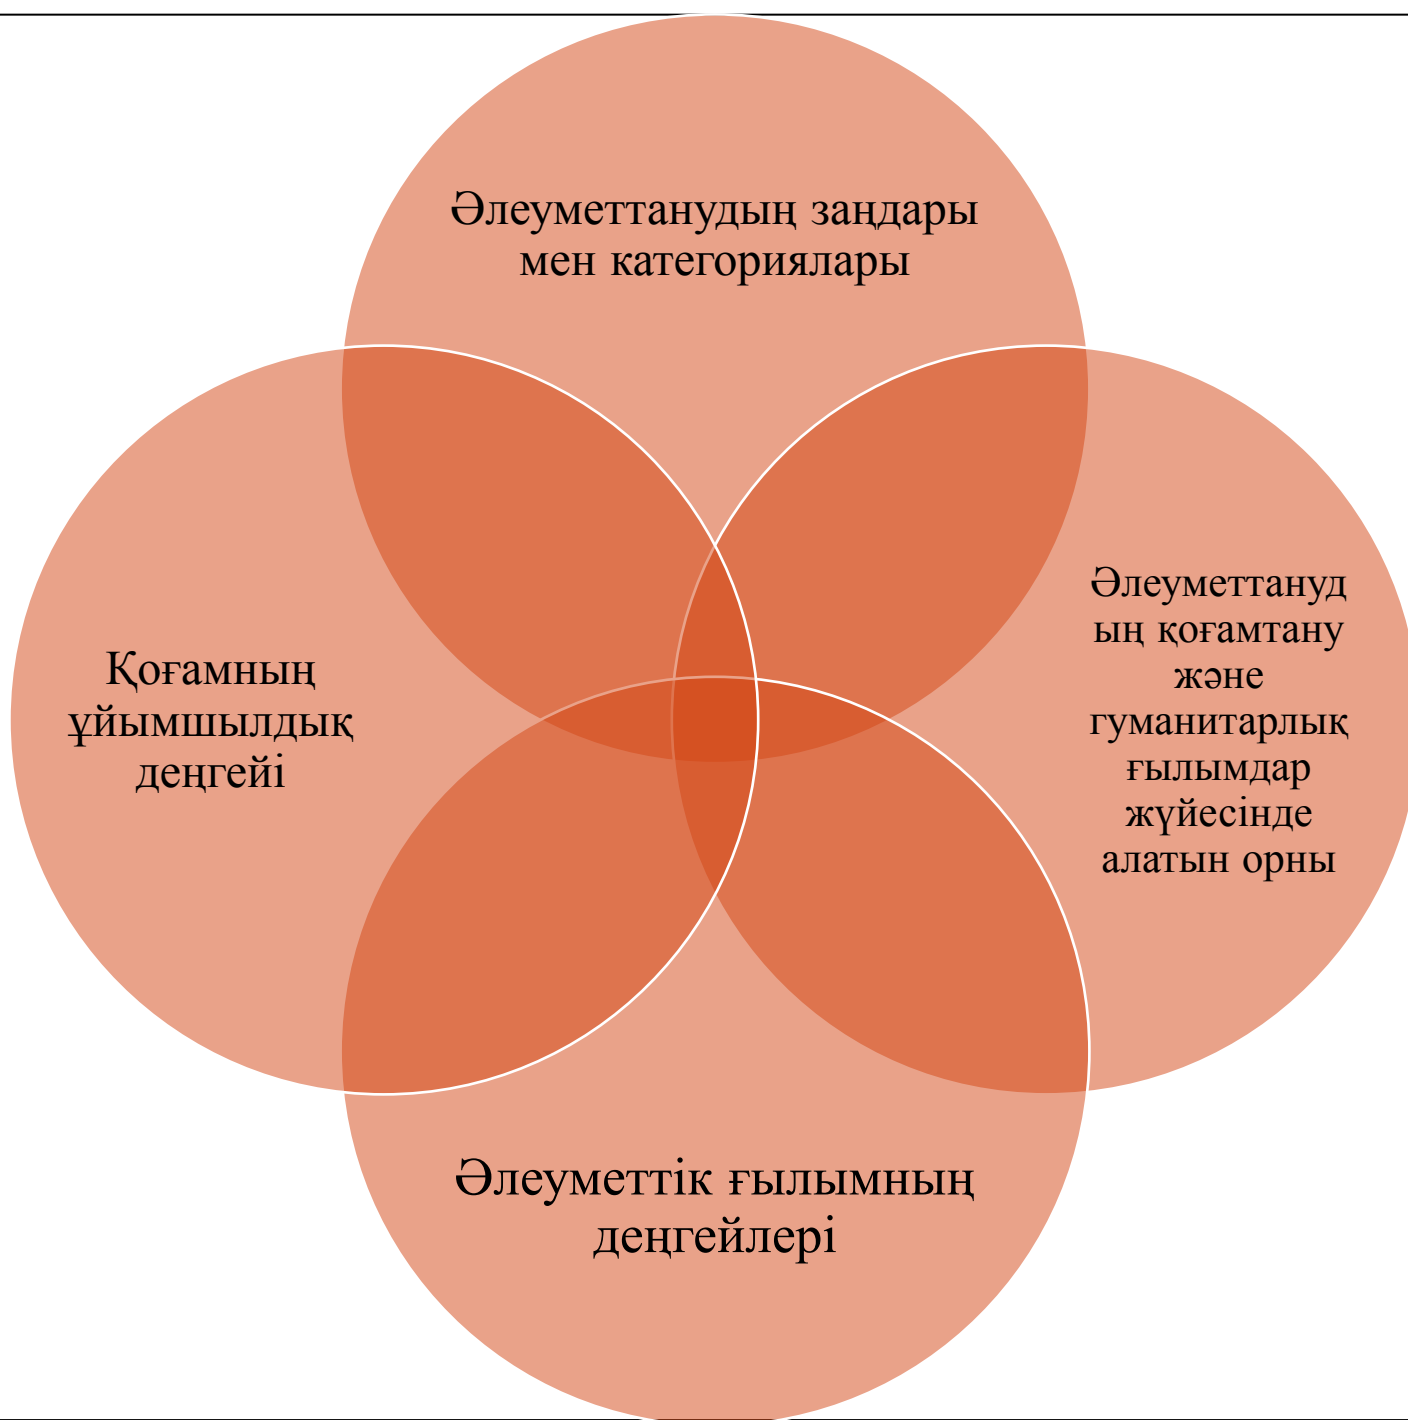 Әлеуметтанудың заңдары
мен категориялары
Қоғамның
ұйымшылдық
деңгейі
Әлеуметтануд
ың қоғамтану
және
гуманитарлық
ғылымдар
жүйесінде
алатын орны
Әлеуметтік ғылымның
деңгейлері